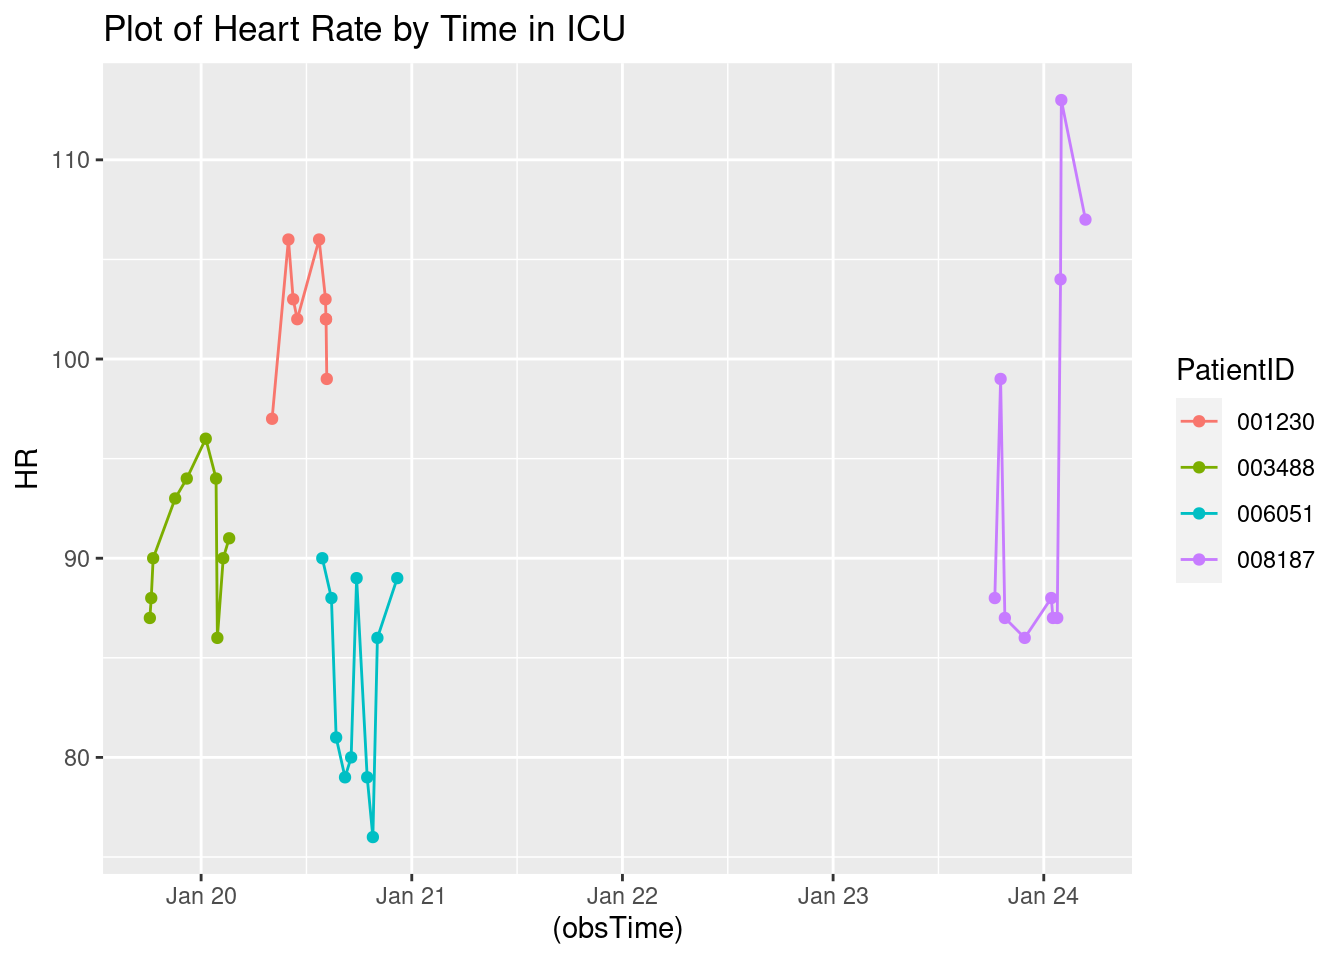 Plot of Heart Rate by Time in ICU
110
100
90
80
HR
Jan 20
Jan 21
Jan 22
Jan 23
Jan 24
(obsTime)
PatientID
001230
003488
006051
008187